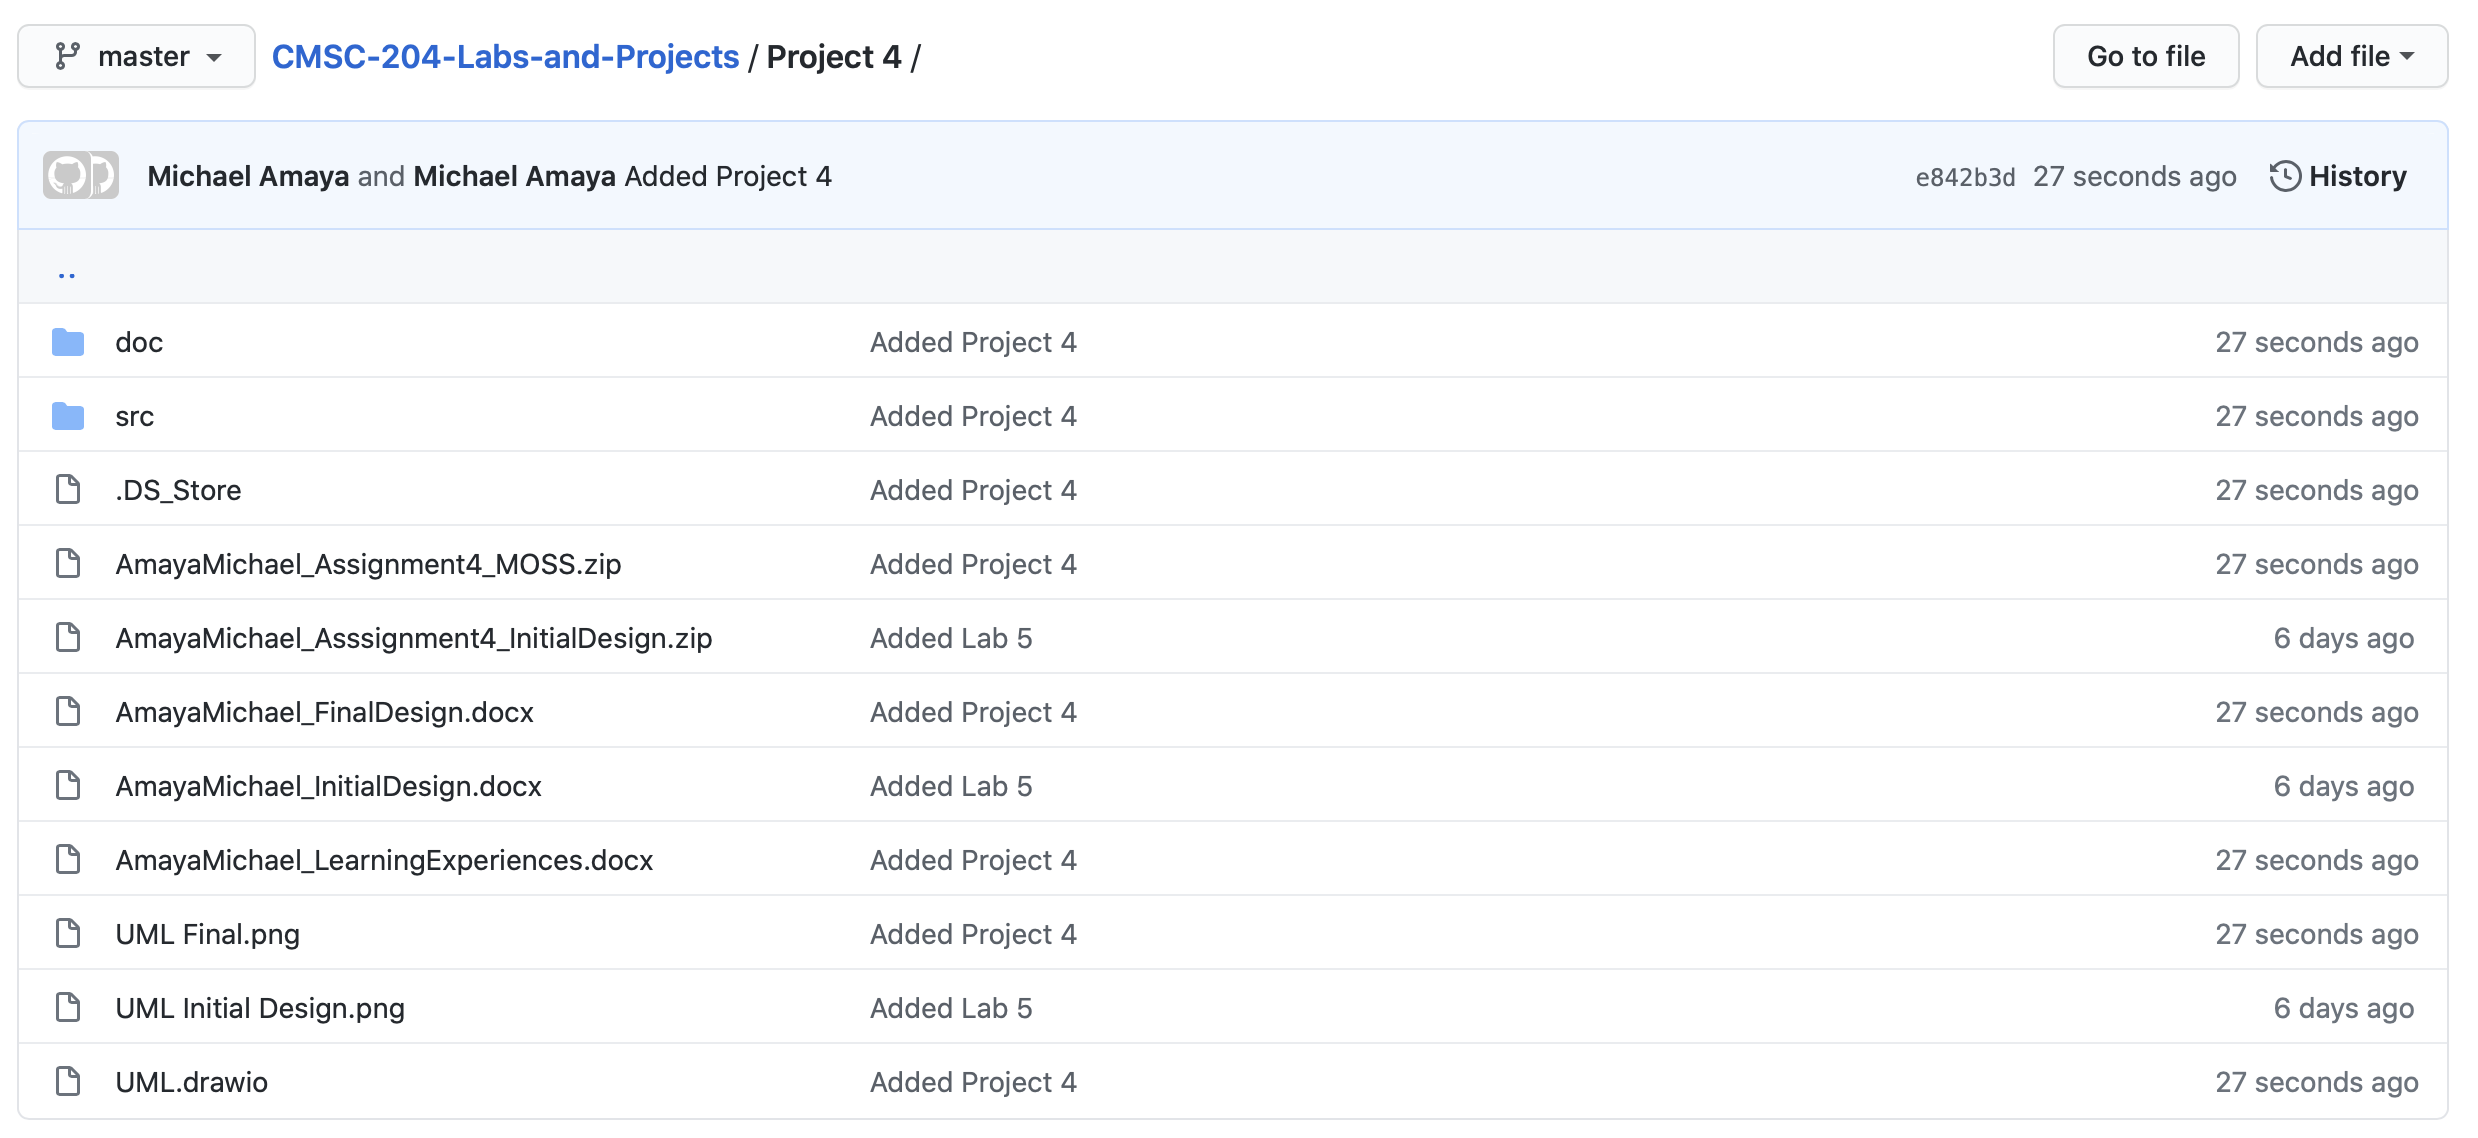 master CMSC-204-Labs-and-Projects / Project 4 / Go to file Add file
Michael Amaya and Michael Amaya Added Project 4 e842b3d 27 seconds ago History
..
doc Added Project 4 27 seconds ago
src Added Project 4 27 seconds ago
.DS_Store Added Project 4 27 seconds ago
AmayaMichael_Assignment4_MOSS.zip Added Project 4 27 seconds ago
AmayaMichael_Asssignment4_InitialDesign.zip Added Lab 5 6 days ago
AmayaMichael_FinalDesign.docx Added Project 4 27 seconds ago
AmayaMichael_InitialDesign.docx Added Lab 5 6 days ago
AmayaMichael_LearningExperiences.docx Added Project 4 27 seconds ago
UML Final.png Added Project 4 27 seconds ago
UML Initial Design.png Added Lab 5 6 days ago
UML.drawio Added Project 4 27 seconds ago